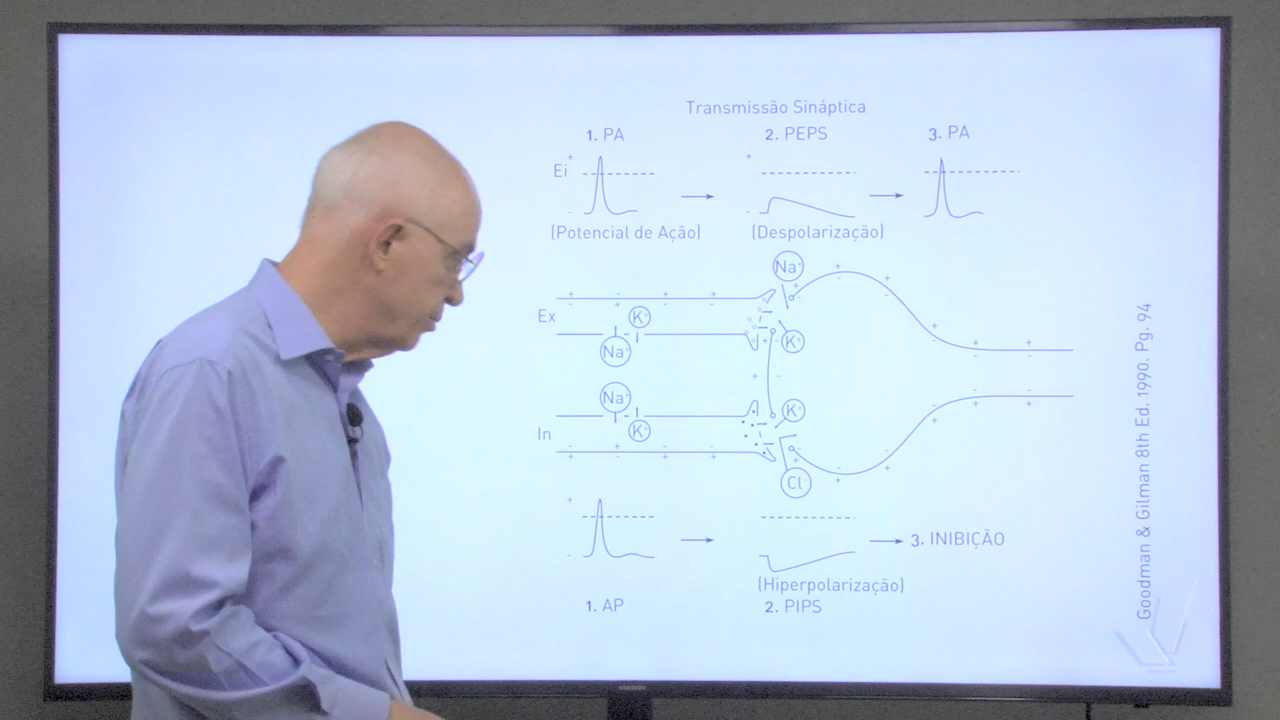 Transmissão Sináptica
1. PA
2. PEPS
3. PA
Ei
+
+
-
-
-
(Potencial de Ação)
(Despolarização)
Na⁺
Ex
K⁺
Na⁺
K⁺
Na⁺
K⁺
In
K⁺
Cl
+
-
3. INIBIÇÃO
(Hiperpolarização)
1. AP
2. PIPS
Goodman & Gilman 8th Ed. 1990. Pg. 94
SAMSUNG